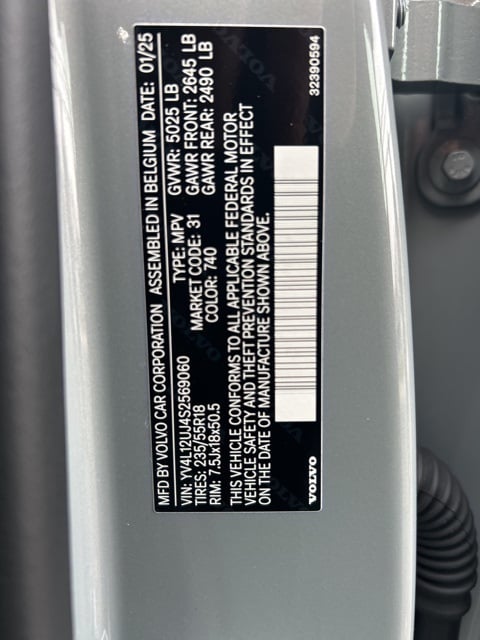 MFD BY VOLVO CAR CORPORATION ASSEMBLED IN BELGIUM DATE: 01/25
VIN: YV4L12UJ4S2569060 TYPE: MPV GVWR: 5025 LB
TIRES: 235/55R18 MARKET CODE: 31 GAWR FRONT: 2645 LB
RIM: 7.5Jx18x50.5 COLOR: 740 GAWR REAR: 2490 LB
THIS VEHICLE CONFORMS TO ALL APPLICABLE FEDERAL MOTOR
VEHICLE SAFETY AND THEFT PREVENTION STANDARDS IN EFFECT
ON THE DATE OF MANUFACTURE SHOWN ABOVE.
VOLVO 32390594